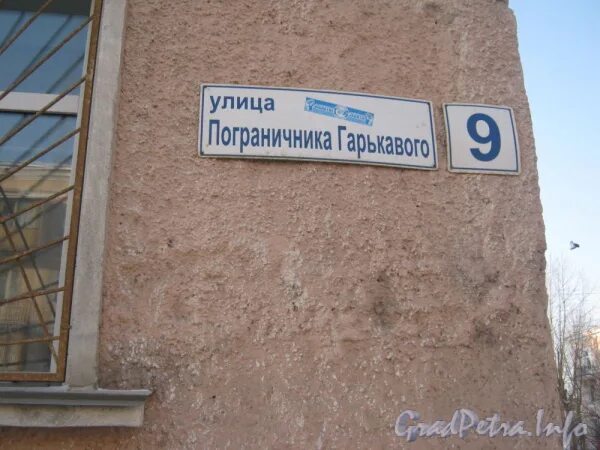 улица
Пограничника Гарькавого
9
GradPetra.Info